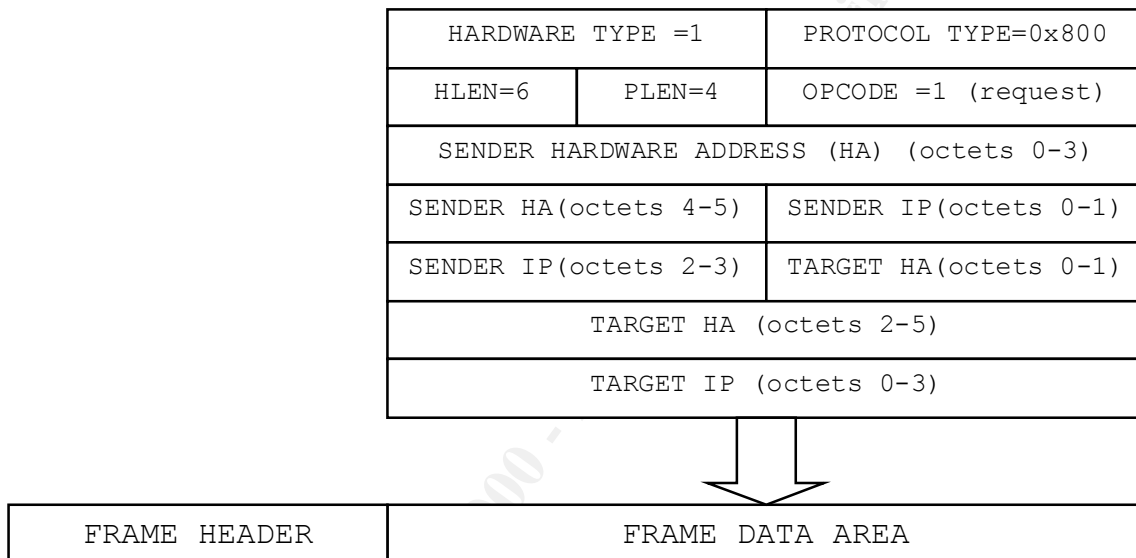 HARDWARE TYPE =1
PROTOCOL TYPE=0x800
HLEN=6
PLEN=4
OPCODE =1 (request)
SENDER HARDWARE ADDRESS (HA) (octets 0-3)
SENDER HA(octets 4-5)
SENDER IP(octets 0-1)
SENDER IP(octets 2-3)
TARGET HA(octets 0-1)
TARGET HA (octets 2-5)
TARGET IP (octets 0-3)
FRAME HEADER
FRAME DATA AREA